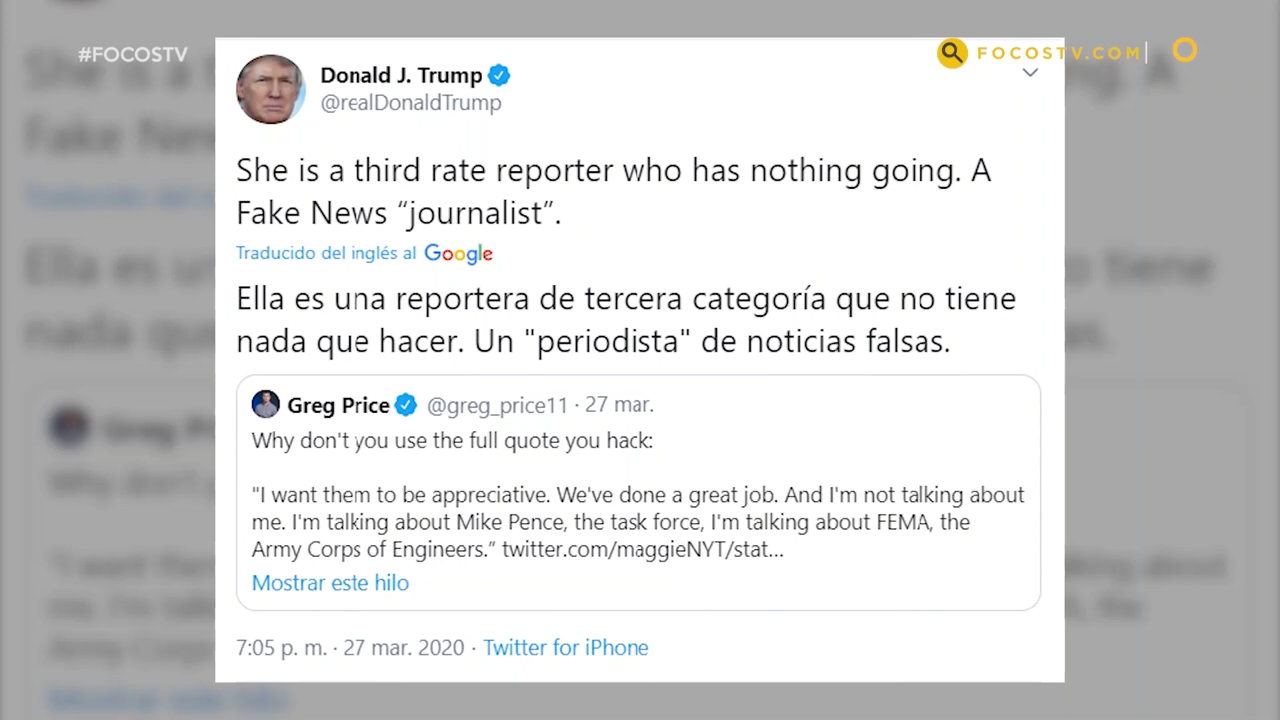 #FOCOSTV
FOCOSTV.COM
Donald J. Trump
@realDonaldTrump
She is a third rate reporter who has nothing going. A
Fake News “journalist”.
Traducido del inglés al Google
Ella es una reportera de tercera categoría que no tiene
nada que hacer. Un "periodista" de noticias falsas.
Greg Price @greg_price11 · 27 mar.
Why don't you use the full quote you hack:
"I want them to be appreciative. We've done a great job. And I'm not talking about
me. I'm talking about Mike Pence, the task force, I'm talking about FEMA, the
Army Corps of Engineers.” twitter.com/maggieNYT/stat...
Mostrar este hilo
7:05 p. m. · 27 mar. 2020 · Twitter for iPhone